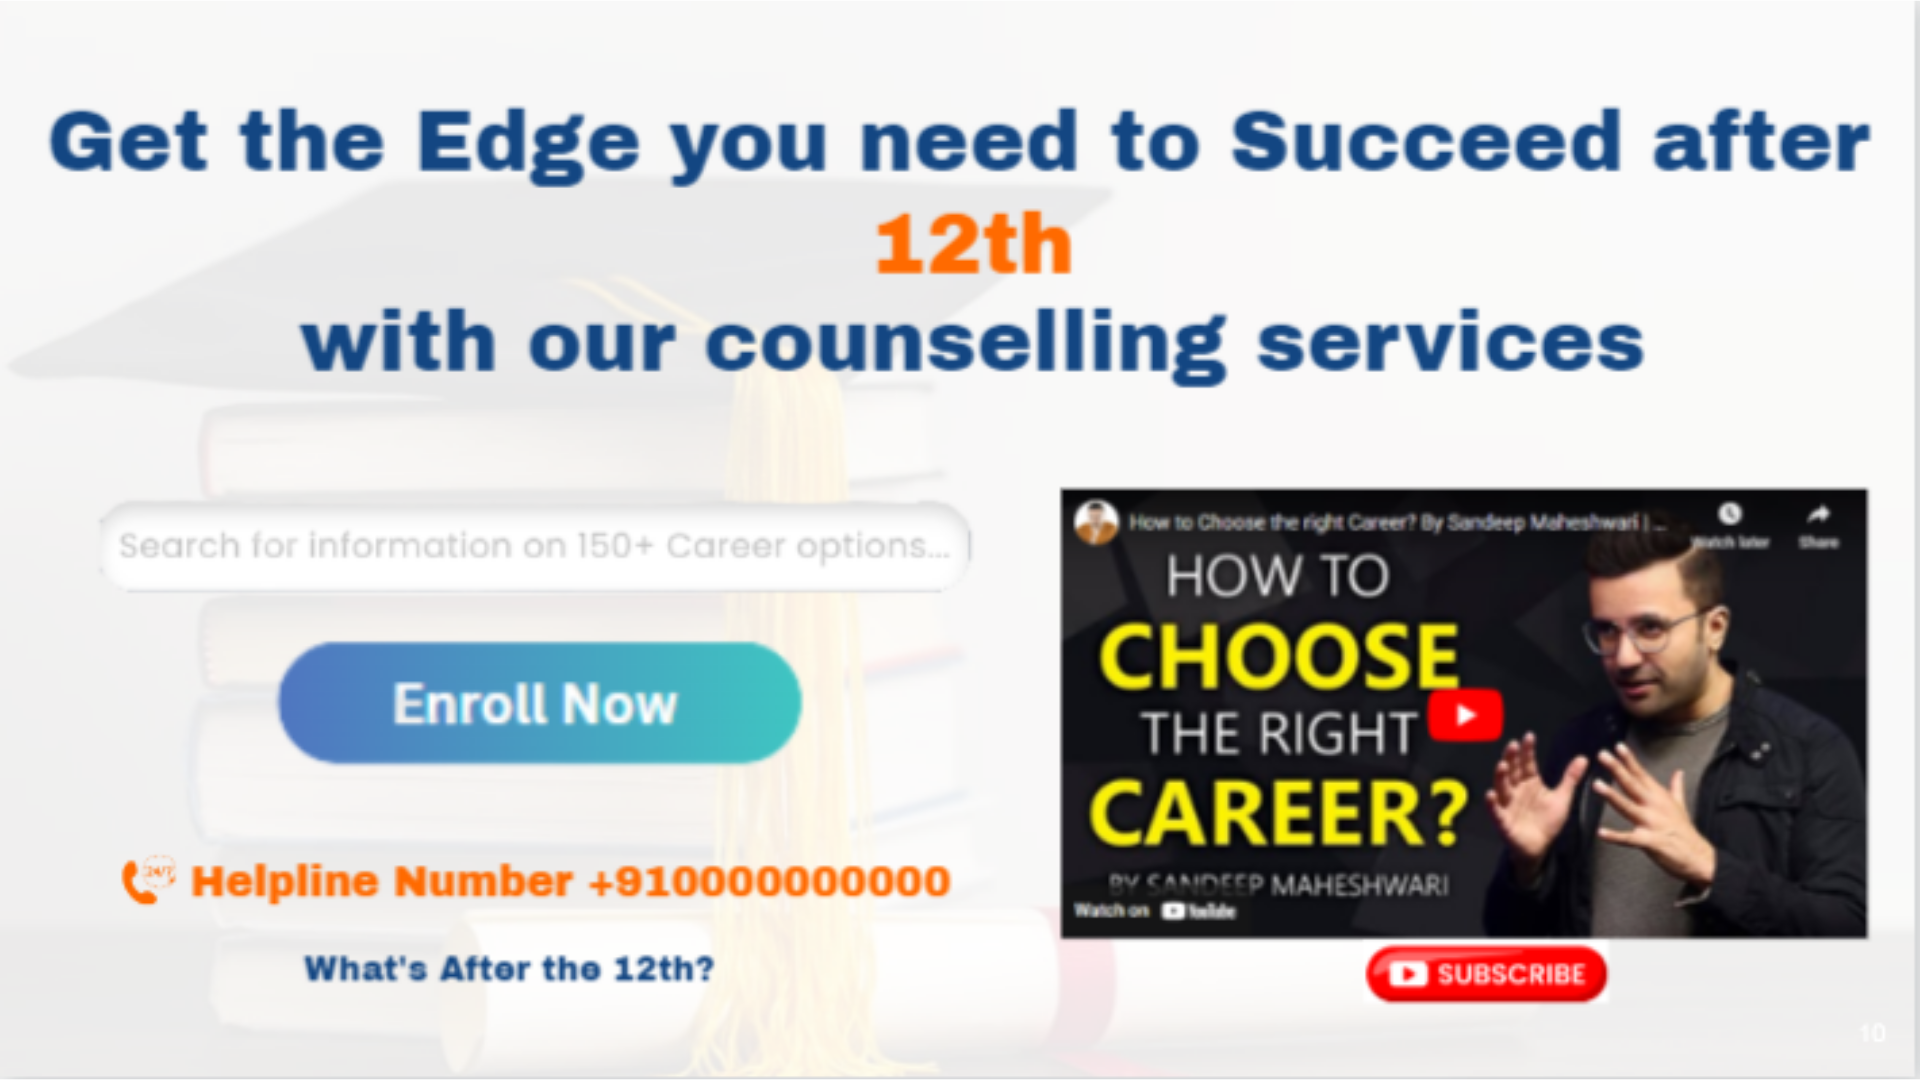 Get the Edge you need to Succeed after
12th
with our counselling services
Search for information on 150+ Career options...
Enroll Now
24/7
Helpline Number +910000000000
What's After the 12th?
How to Choose the right Career? By Sandeep Maheshwari | ...
Watch later
Share
HOW TO
CHOOSE
THE RIGHT
CAREER?
BY SANDEEP MAHESHWARI
Watch on YouTube
SUBSCRIBE
10